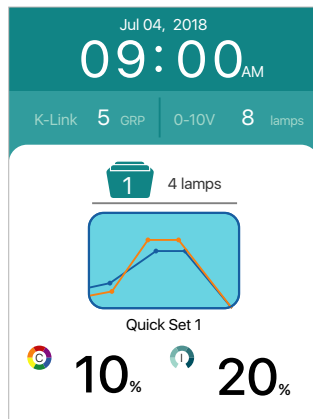 Jul 04, 2018
09:00AM
K-Link 5 GRP 0-10V 8 lamps
1 4 lamps
Quick Set 1
C 10% I 20%